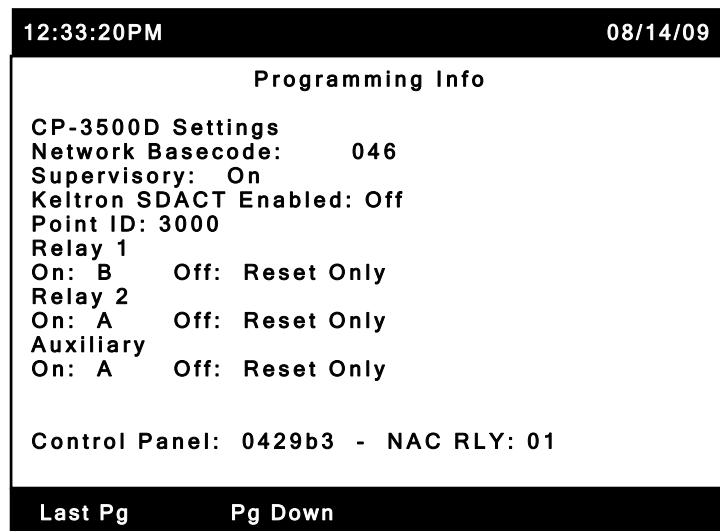 12:33:20PM 08/14/09
Programming Info
CP-3500D Settings
Network Basecode: 046
Supervisory: On
Keltron SDACT Enabled: Off
Point ID: 3000
Relay 1
On: B Off: Reset Only
Relay 2
On: A Off: Reset Only
Auxiliary
On: A Off: Reset Only
Control Panel: 0429b3 - NAC RLY: 01
Last Pg Pg Down